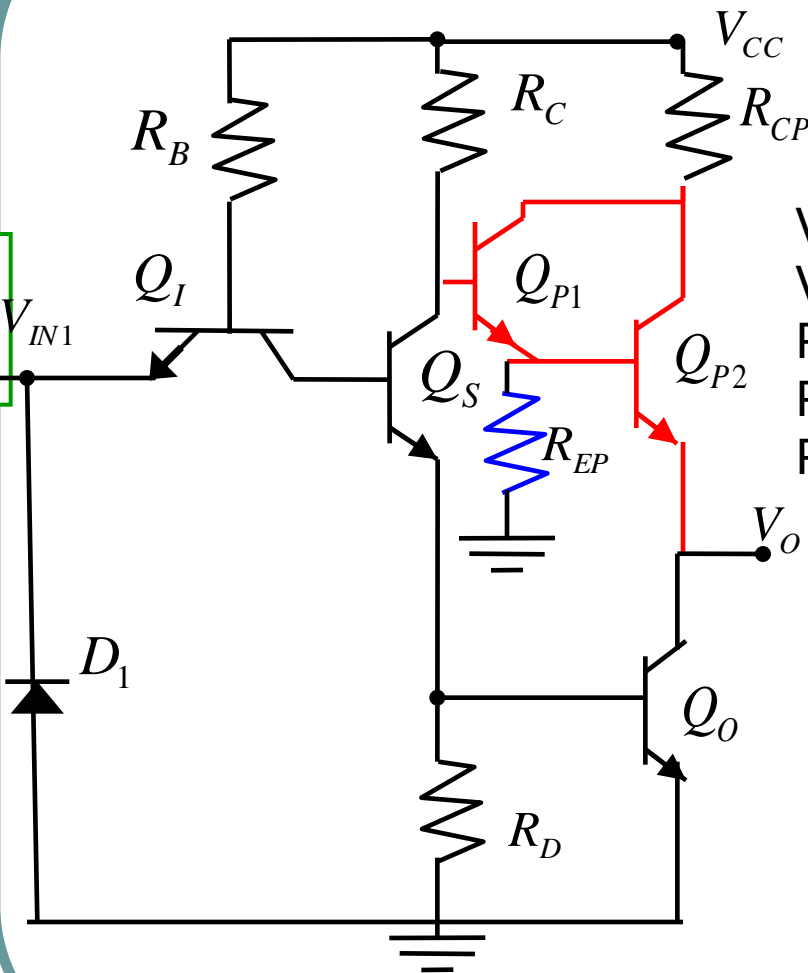 V_CC
R_C
R_CP
R_B
Q_I
Q_P1
V
V_IN1
V
Q_S
Q_P2
R_EP
V_O
D_1
Q_O
R_D